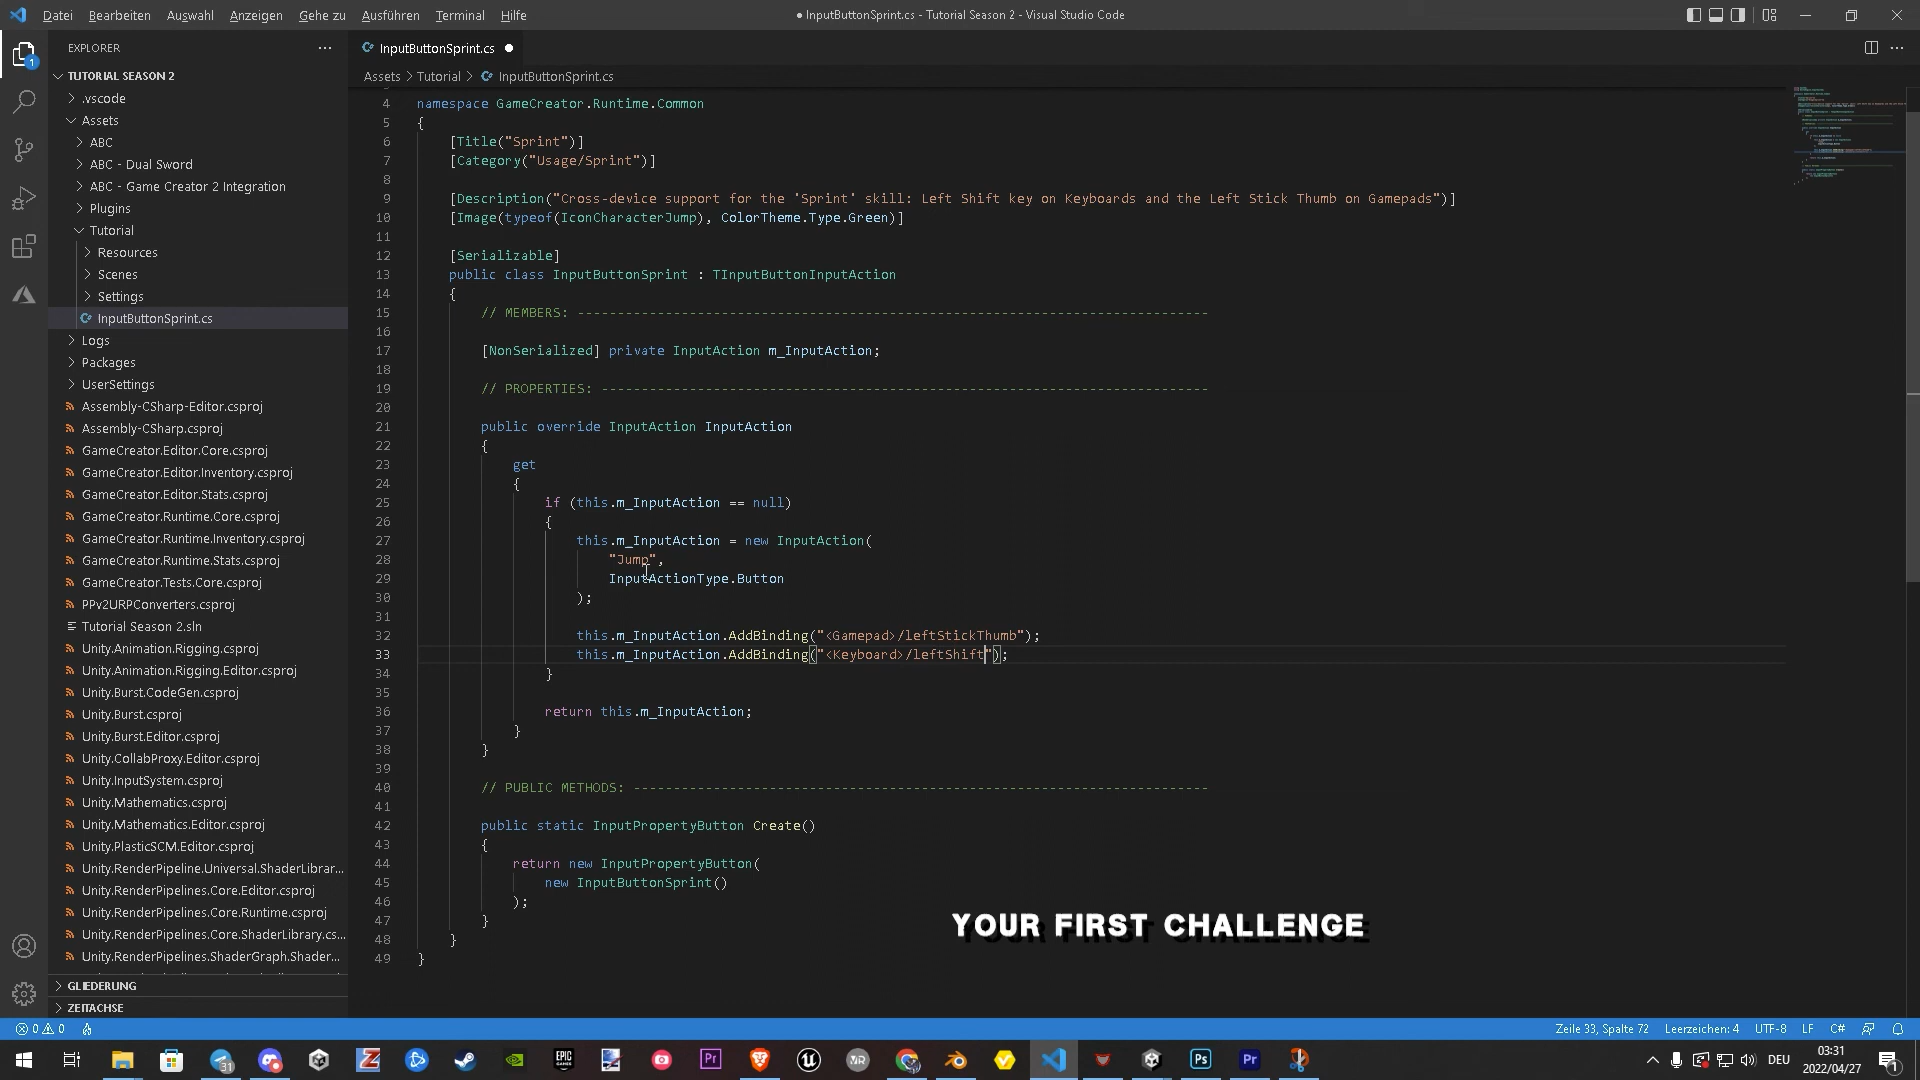 Datei Bearbeiten Auswahl Anzeigen Gehe zu Ausführen Terminal Hilfe
● InputButtonSprint.cs - Tutorial Season 2 - Visual Studio Code
EXPLORER
TUTORIAL SEASON 2
.vscode
Assets
ABC
ABC - Dual Sword
ABC - Game Creator 2 Integration
Plugins
Tutorial
Resources
Scenes
Settings
InputButtonSprint.cs
Logs
Packages
UserSettings
Assembly-CSharp-Editor.csproj
Assembly-CSharp.csproj
GameCreator.Editor.Core.csproj
GameCreator.Editor.Inventory.csproj
GameCreator.Editor.Stats.csproj
GameCreator.Runtime.Core.csproj
GameCreator.Runtime.Inventory.csproj
GameCreator.Runtime.Stats.csproj
GameCreator.Tests.Core.csproj
PPv2URPConverters.csproj
Tutorial Season 2.sln
Unity.Animation.Rigging.csproj
Unity.Animation.Rigging.Editor.csproj
Unity.Burst.CodeGen.csproj
Unity.Burst.csproj
Unity.Burst.Editor.csproj
Unity.CollabProxy.Editor.csproj
Unity.InputSystem.csproj
Unity.Mathematics.csproj
Unity.Mathematics.Editor.csproj
Unity.PlasticSCM.Editor.csproj
Unity.RenderPipeline.Universal.ShaderLibrar...
Unity.RenderPipelines.Core.Editor.csproj
Unity.RenderPipelines.Core.Runtime.csproj
Unity.RenderPipelines.Core.ShaderLibrary.cs...
Unity.RenderPipelines.ShaderGraph.Shader...
GLIEDERUNG
ZEITACHSE
InputButtonSprint.cs ●
Assets > Tutorial > InputButtonSprint.cs
4 namespace GameCreator.Runtime.Common
5 {
6 [Title("Sprint")]
7 [Category("Usage/Sprint")]
8
9 [Description("Cross-device support for the 'Sprint' skill: Left Shift key on Keyboards and the Left Stick Thumb on Gamepads")]
10 [Image(typeof(IconCharacterJump), ColorTheme.Type.Green)]
11
12 [Serializable]
13 public class InputButtonSprint : TInputButtonInputAction
14 {
15 // MEMBERS: -------------------------------------------------------------------------------
16
17 [NonSerialized] private InputAction m_InputAction;
18
19 // PROPERTIES: ----------------------------------------------------------------------------
20
21 public override InputAction InputAction
22 {
23 get
24 {
25 if (this.m_InputAction == null)
26 {
27 this.m_InputAction = new InputAction(
28 "Jump",
29 InputActionType.Button
30 );
31
32 this.m_InputAction.AddBinding("<Gamepad>/leftStickThumb");
33 this.m_InputAction.AddBinding("<Keyboard>/leftShift");
34 }
35
36 return this.m_InputAction;
37 }
38 }
39
40 // PUBLIC METHODS: ------------------------------------------------------------------------
41
42 public static InputPropertyButton Create()
43 {
44 return new InputPropertyButton(
45 new InputButtonSprint()
46 );
47 }
48 }
49 }
YOUR FIRST CHALLENGE
0 0 Zeile 33, Spalte 72 Leerzeichen: 4 UTF-8 LF C#
DEU
03:31
2022/04/27